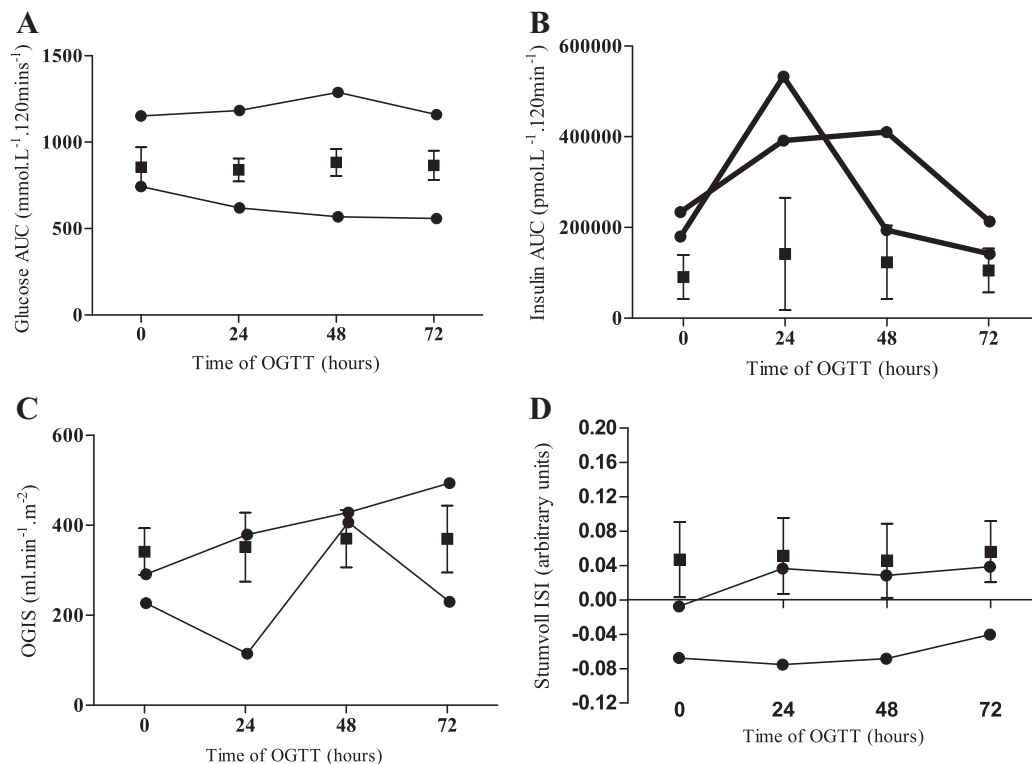 A
Glucose AUC (mmol.L⁻¹.120mins⁻¹)
1500
1000
500
0
0 24 48 72
Time of OGTT (hours)
B
Insulin AUC (pmol.L⁻¹.120min⁻¹)
600000
400000
200000
0
0 24 48 72
Time of OGTT (hours)
C
OGIS (ml.min⁻¹.m⁻²)
600
400
200
0
0 24 48 72
Time of OGTT (hours)
D
Stumvoll ISI (arbitrary units)
0.20
0.16
0.12
0.08
0.04
0.00
-0.04
-0.08
-0.12
0 24 48 72
Time of OGTT (hours)